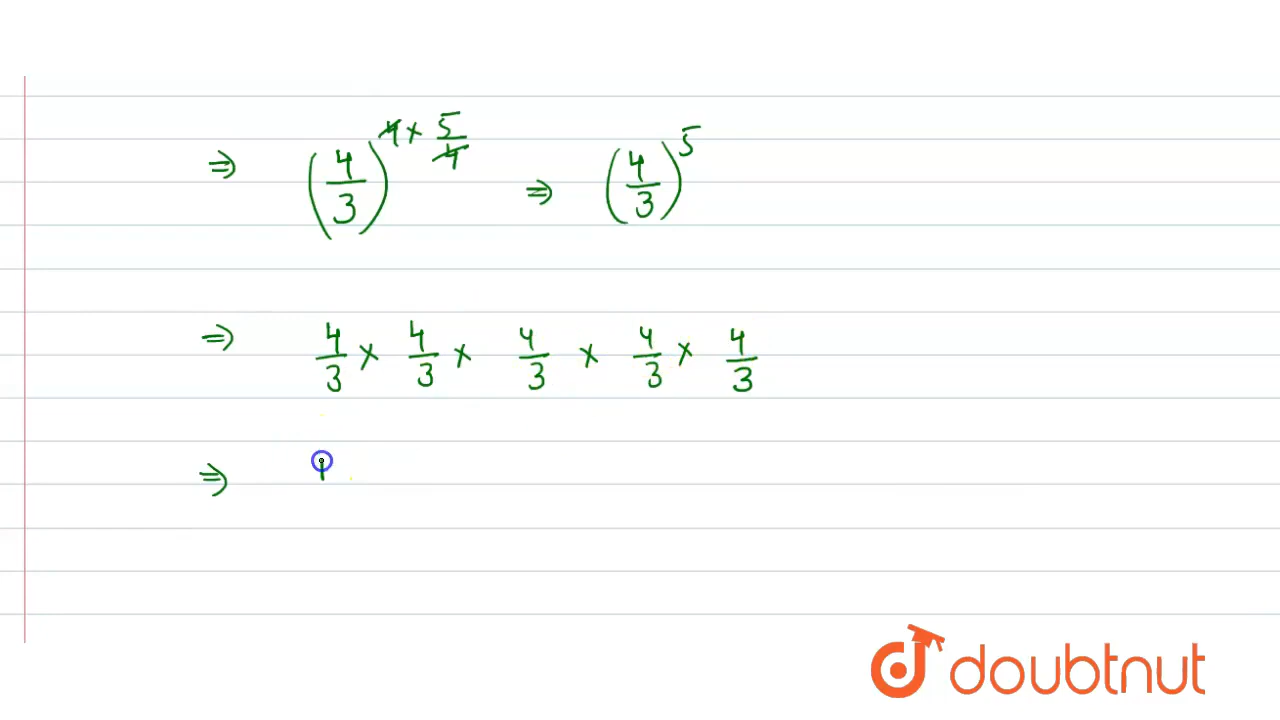 ⇒ (4/3)^(4 × 5/4) ⇒ (4/3)^5
⇒ 4/3 × 4/3 × 4/3 × 4/3 × 4/3
⇒ 1
doubtnut